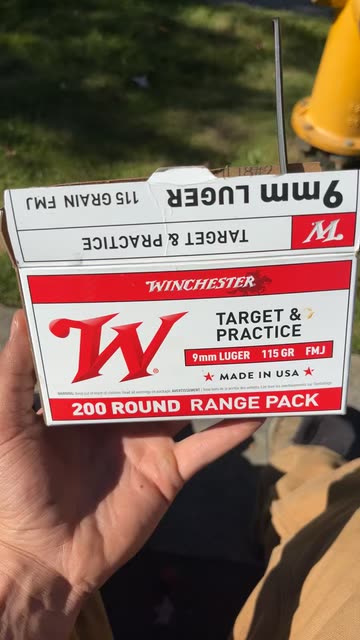 9mm LUGER 115 GRAIN FMJ
W TARGET & PRACTICE
WINCHESTER
W®
TARGET &
PRACTICE
9mm LUGER 115 GR FMJ
★ MADE IN USA ★
200 ROUND RANGE PACK